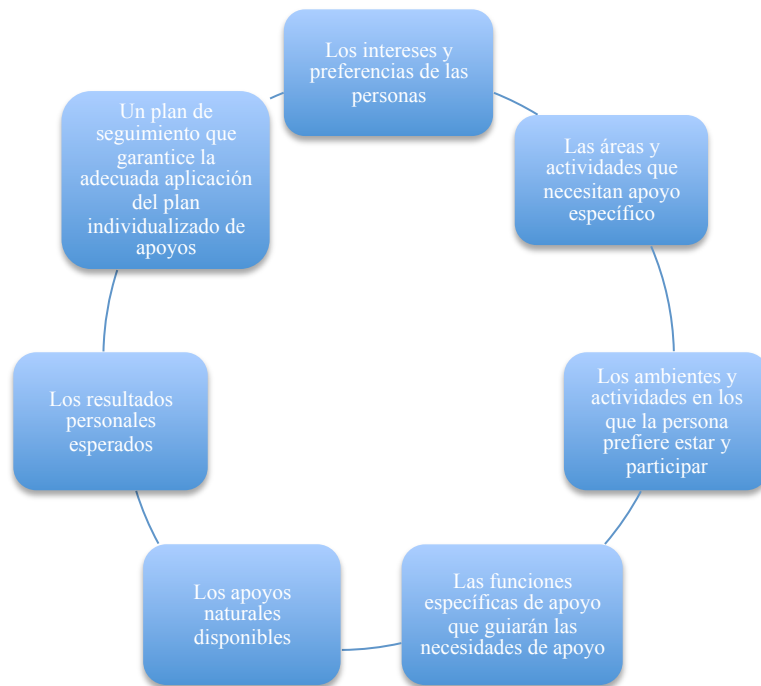 Los intereses y
preferencias de las
personas
Las áreas y
actividades que
necesitan apoyo
específico
Los ambientes y
actividades en los
que la persona
prefiere estar y
participar
Las funciones
específicas de apoyo
que guiarán las
necesidades de apoyo
Los apoyos
naturales
disponibles
Los resultados
personales
esperados
Un plan de
seguimiento que
garantice la
adecuada aplicación
del plan
individualizado de
apoyos